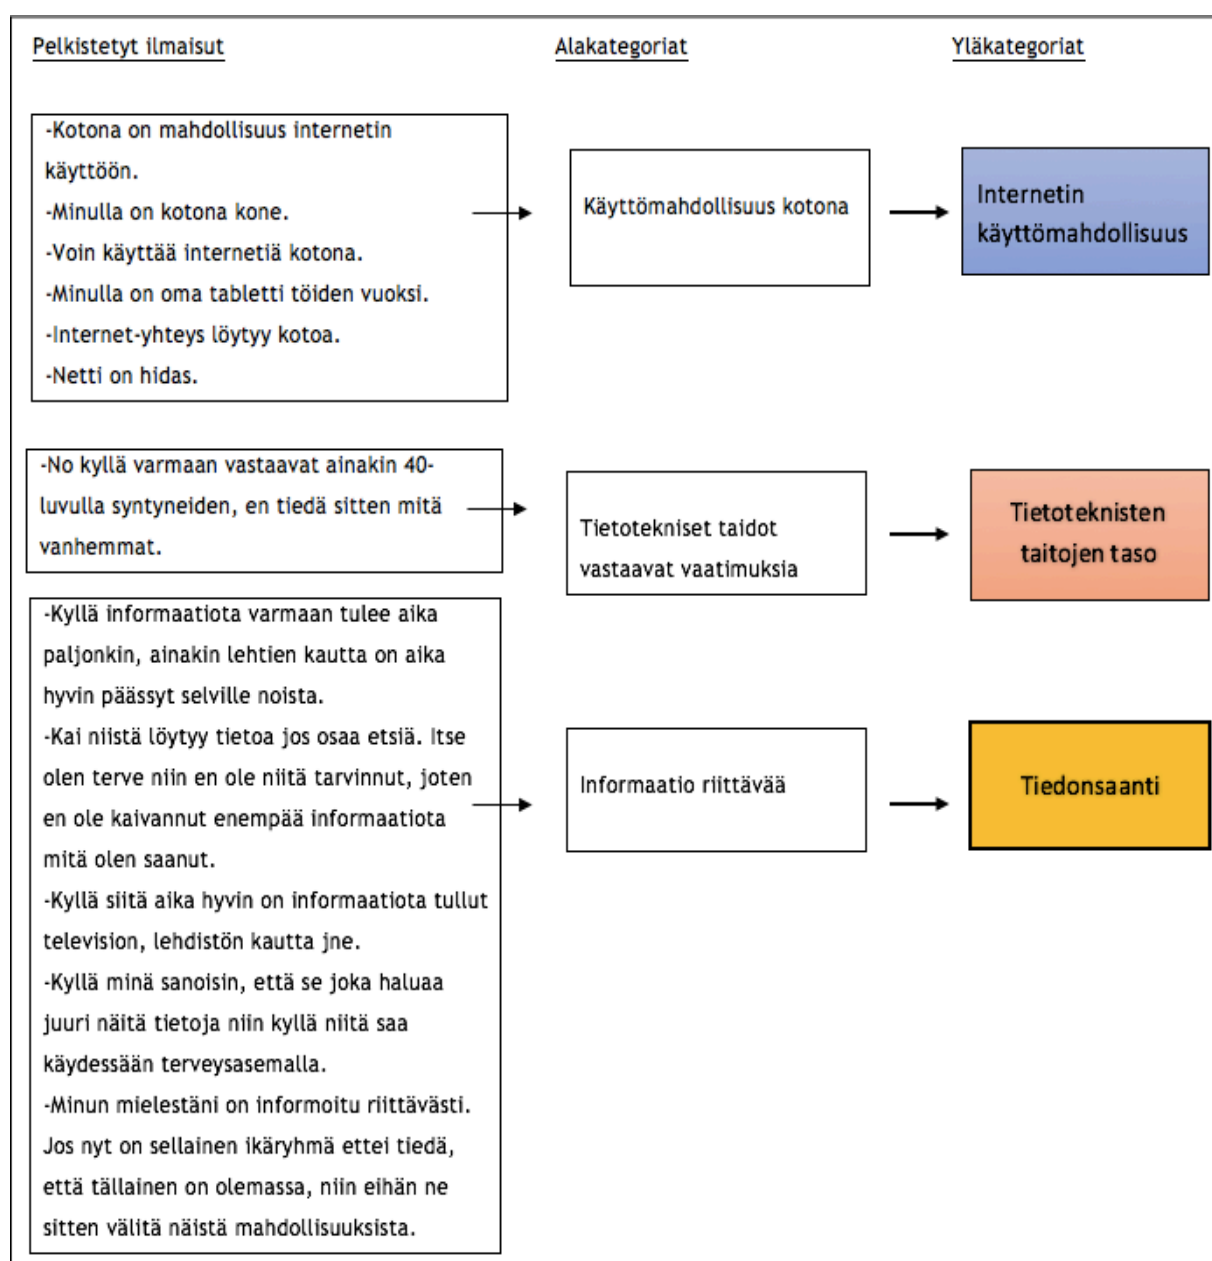 Pelkistetyt ilmaisut
Alakategoriat
Yläkategoriat
-Kotona on mahdollisuus internetin
käyttöön.
-Minulla on kotona kone.
-Voin käyttää internetiä kotona.
-Minulla on oma tabletti töiden vuoksi.
-Internet-yhteys löytyy kotoa.
-Netti on hidas.
Käyttömahdollisuus kotona
Internetin
käyttömahdollisuus
-No kyllä varmaan vastaavat ainakin 40-
luvulla syntyneiden, en tiedä sitten mitä
vanhemmat.
Tietotekniset taidot
vastaavat vaatimuksia
Tietoteknisten
taitojen taso
-Kyllä informaatiota varmaan tulee aika
paljonkin, ainakin lehtien kautta on aika
hyvin päässyt selville noista.
-Kai niistä löytyy tietoa jos osaa etsiä. Itse
olen terve niin en ole niitä tarvinnut, joten
en ole kaivannut enempää informaatiota
mitä olen saanut.
-Kyllä siitä aika hyvin on informaatiota tullut
television, lehdistön kautta jne.
-Kyllä minä sanoisin, että se joka haluaa
juuri näitä tietoja niin kyllä niitä saa
käydessään terveysasemalla.
-Minun mielestäni on informoitu riittävästi.
Jos nyt on sellainen ikäryhmä ettei tiedä,
että tällainen on olemassa, niin eihän ne
sitten välitä näistä mahdollisuuksista.
Informaatio riittävää
Tiedonsaanti